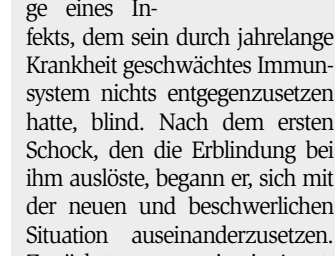 ge eines In-
fekts, dem sein durch jahrelange
Krankheit geschwächtes Immun-
system nichts entgegenzusetzen
hatte, blind. Nach dem ersten
Schock, den die Erblindung bei
ihm auslöste, begann er, sich mit
der neuen und beschwerlichen
Situation auseinanderzusetzen.